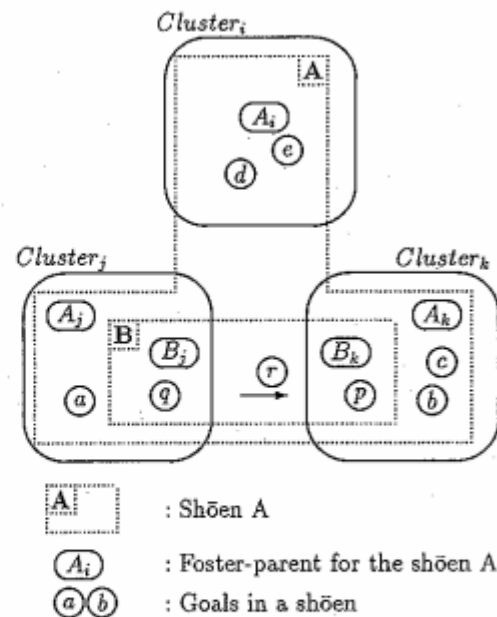 Cluster_i
A
A_i
e
d
Cluster_j
Cluster_k
A_j
A_k
B
B_j
B_k
r
c
a
q
p
b
A : Shōen A
A_i : Foster-parent for the shōen A
a b : Goals in a shōen